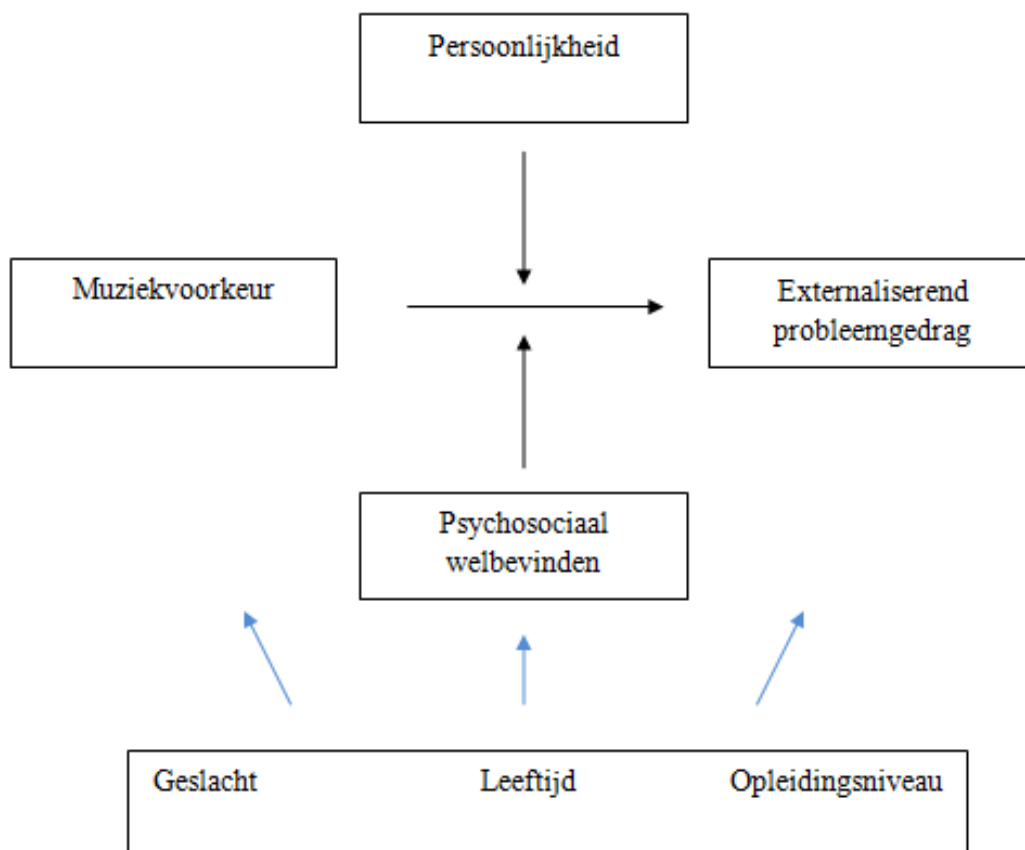 Persoonlijkheid
Muziekvoorkeur
Externaliserend
probleemgedrag
Psychosociaal
welbevinden
Geslacht Leeftijd Opleidingsniveau